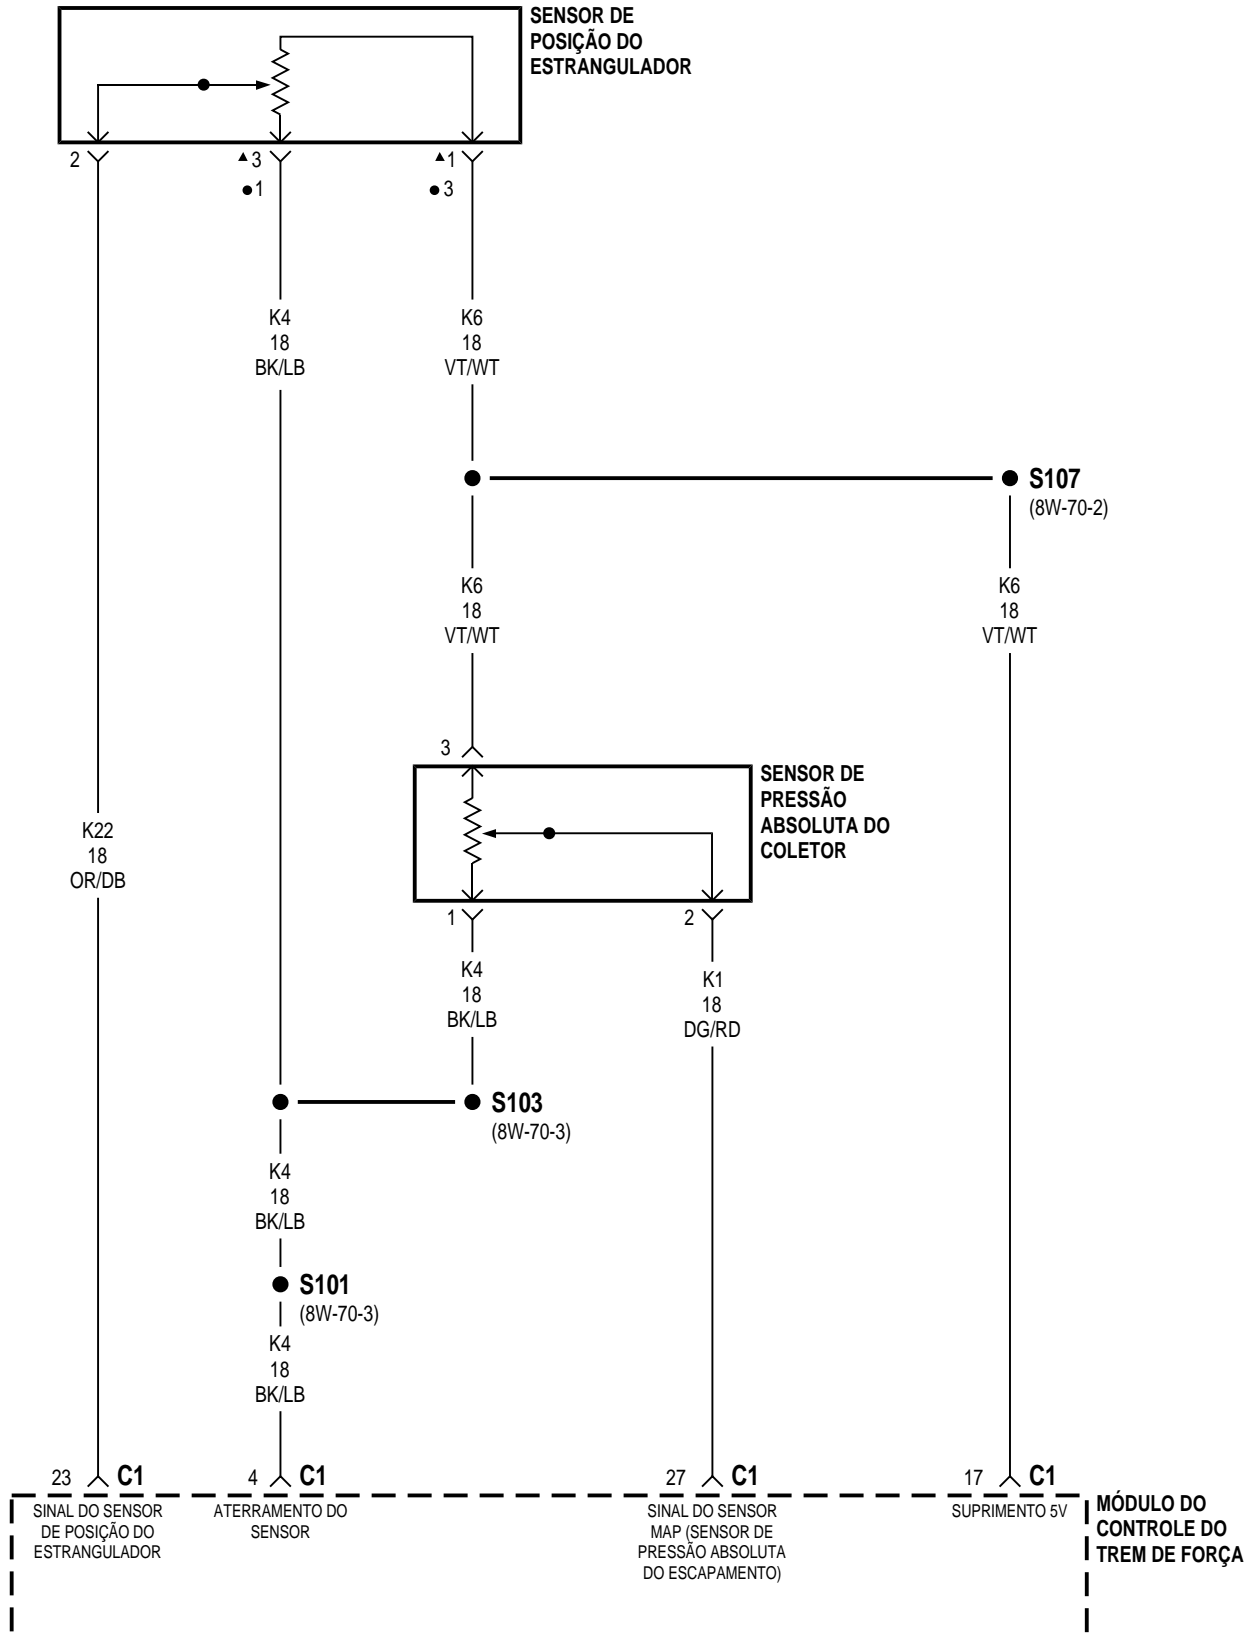 SENSOR DE
POSIÇÃO DO
ESTRANGULADOR
2
▲3
▲1
●1
●3
K4
18
BK/LB
K6
18
VT/WT
S107
(8W-70-2)
K6
18
VT/WT
K6
18
VT/WT
3
SENSOR DE
PRESSÃO
ABSOLUTA DO
COLETOR
K22
18
OR/DB
1
2
K4
18
BK/LB
K1
18
DG/RD
S103
(8W-70-3)
K4
18
BK/LB
S101
(8W-70-3)
K4
18
BK/LB
23 C1
4 C1
27 C1
17 C1
SINAL DO SENSOR
DE POSIÇÃO DO
ESTRANGULADOR
ATERRAMENTO DO
SENSOR
SINAL DO SENSOR
MAP (SENSOR DE
PRESSÃO ABSOLUTA
DO ESCAPAMENTO)
SUPRIMENTO 5V
MÓDULO DO
CONTROLE DO
TREM DE FORÇA